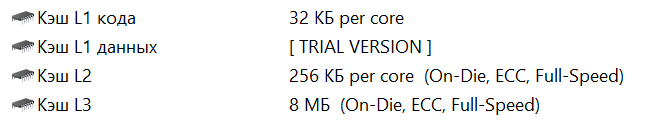 Кэш L1 кода 32 КБ per core
Кэш L1 данных [ TRIAL VERSION ]
Кэш L2 256 КБ per core (On-Die, ECC, Full-Speed)
Кэш L3 8 МБ (On-Die, ECC, Full-Speed)